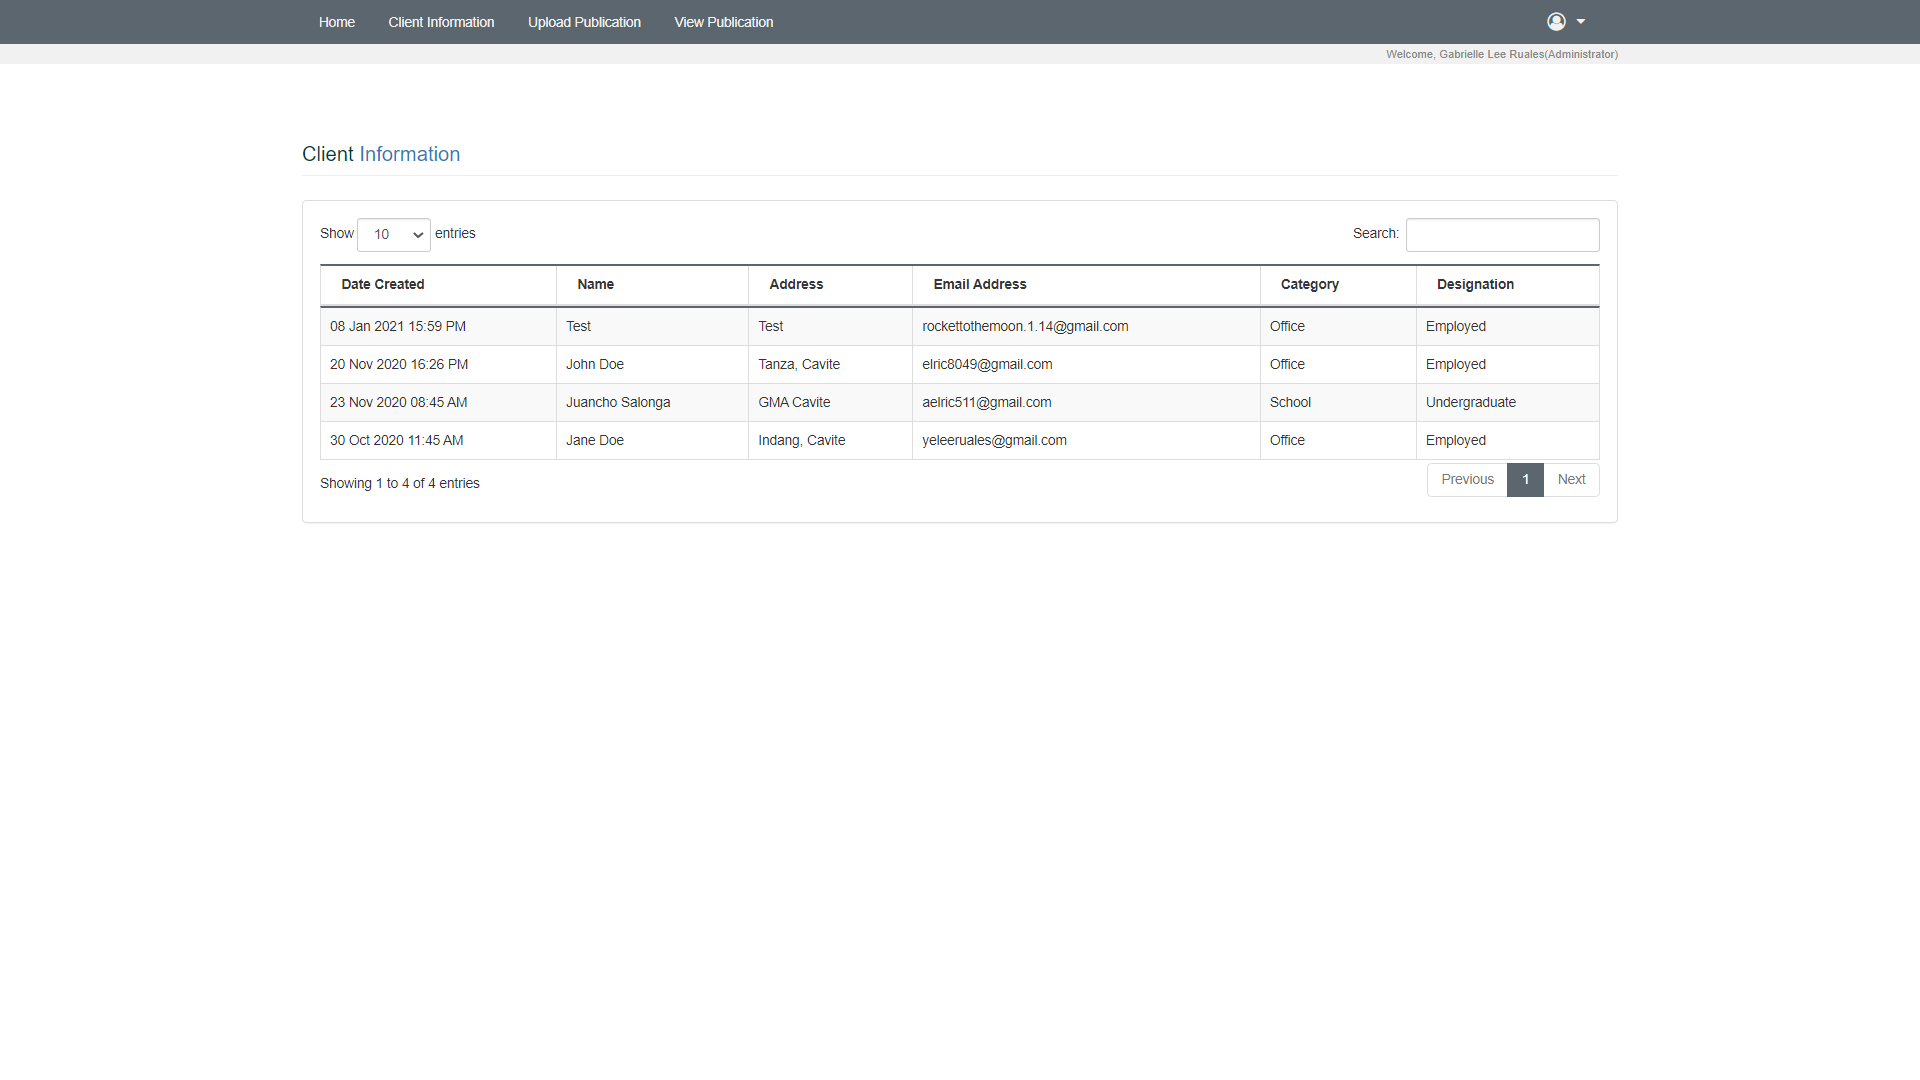 Home Client Information Upload Publication View Publication
Welcome, Gabrielle Lee Ruales(Administrator)
Client Information
Show 10 entries Search:
Date Created Name Address Email Address Category Designation
08 Jan 2021 15:59 PM Test Test rockettothemoon.1.14@gmail.com Office Employed
20 Nov 2020 16:26 PM John Doe Tanza, Cavite elric8049@gmail.com Office Employed
23 Nov 2020 08:45 AM Juancho Salonga GMA Cavite aelric511@gmail.com School Undergraduate
30 Oct 2020 11:45 AM Jane Doe Indang, Cavite yeleeruales@gmail.com Office Employed
Showing 1 to 4 of 4 entries Previous 1 Next